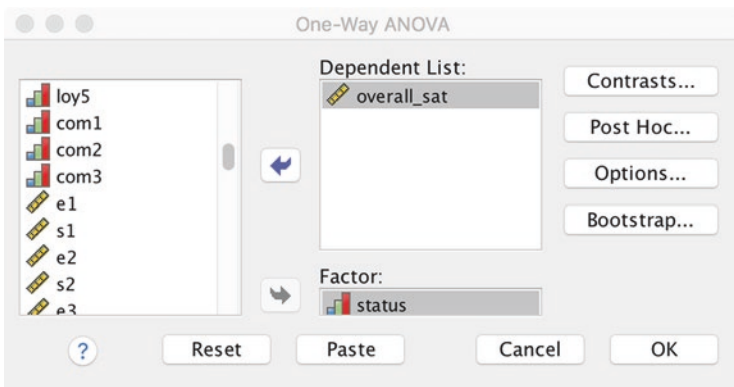 One-Way ANOVA
loy5
com1
com2
com3
e1
s1
e2
s2
e3
Dependent List:
overall_sat
Factor:
status
Contrasts...
Post Hoc...
Options...
Bootstrap...
?
Reset
Paste
Cancel
OK